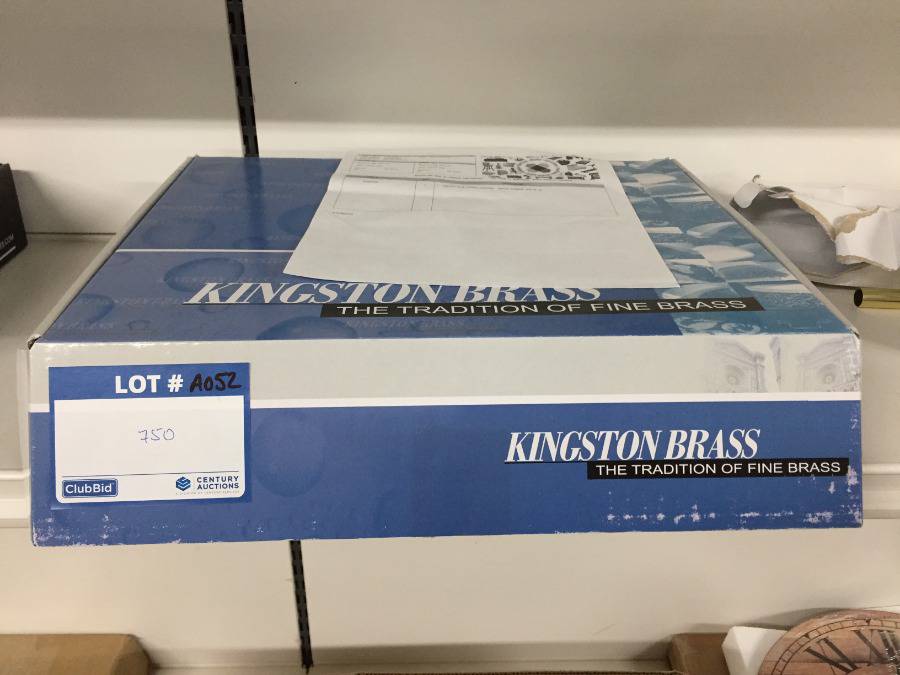 KINGSTON BRASS
THE TRADITION OF FINE BRASS
LOT # A052
750
ClubBid
CENTURY
AUCTIONS
KINGSTON BRASS
THE TRADITION OF FINE BRASS